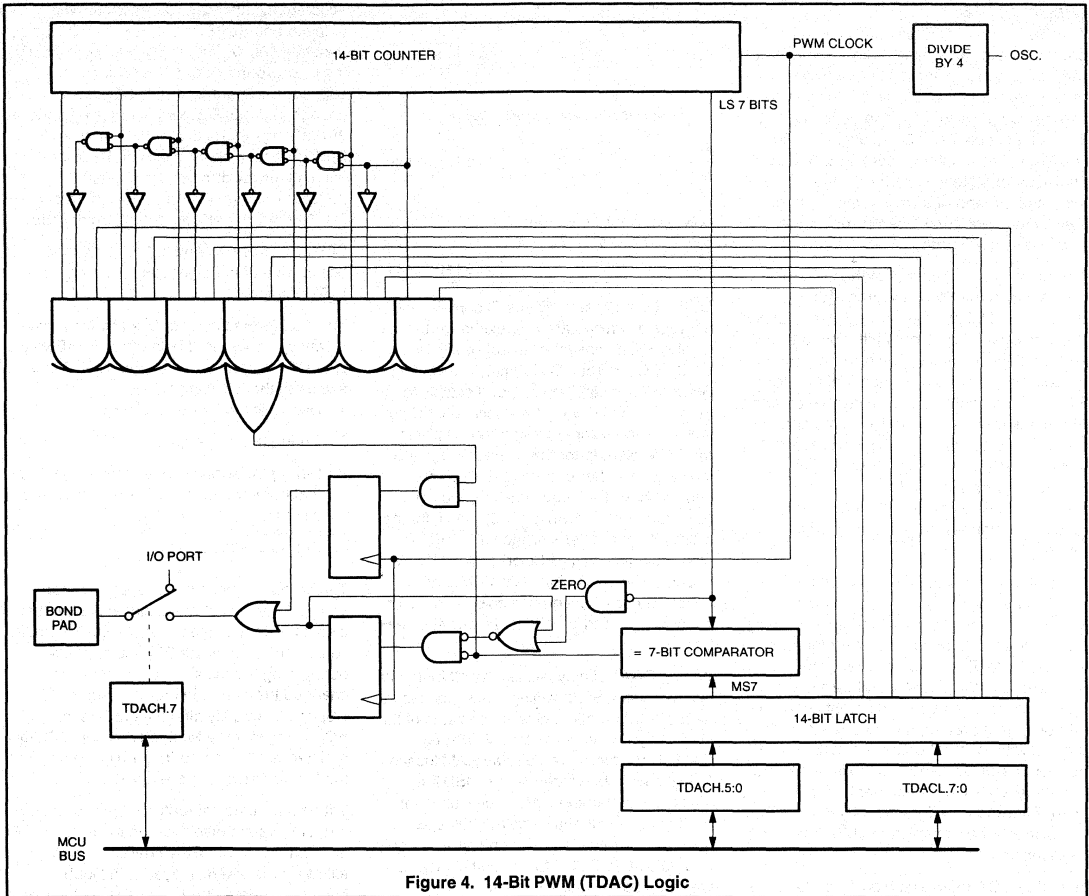 14-BIT COUNTER
PWM CLOCK
DIVIDE
BY 4
OSC.
LS 7 BITS
I/O PORT
BOND
PAD
ZERO
= 7-BIT COMPARATOR
MS7
TDACH.7
14-BIT LATCH
TDACH.5:0
TDACL.7:0
MCU
BUS
Figure 4. 14-Bit PWM (TDAC) Logic